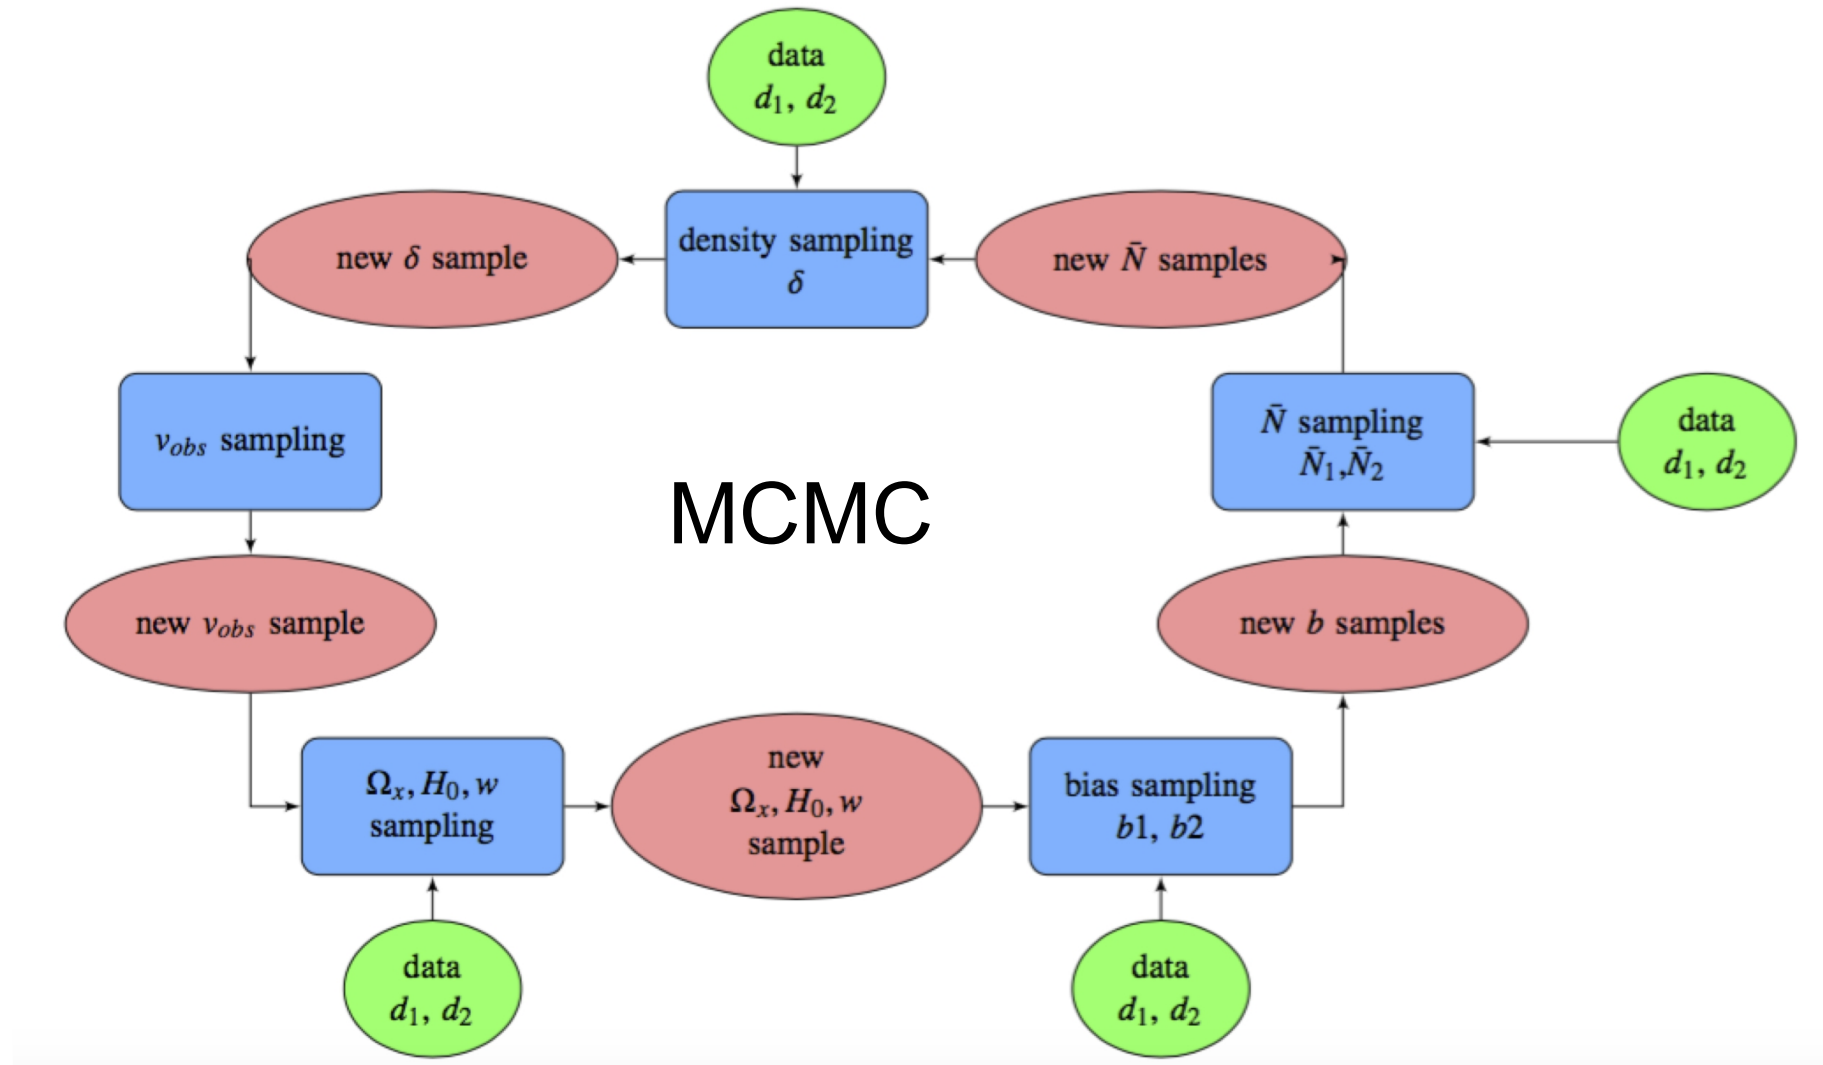 data
d₁, d₂
new δ sample
density sampling
δ
new N̄ samples
v_obs sampling
N̄ sampling
N̄₁,N̄₂
data
d₁, d₂
MCMC
new v_obs sample
new b samples
Ωₓ, H₀, w
sampling
new
Ωₓ, H₀, w
sample
bias sampling
b1, b2
data
d₁, d₂
data
d₁, d₂